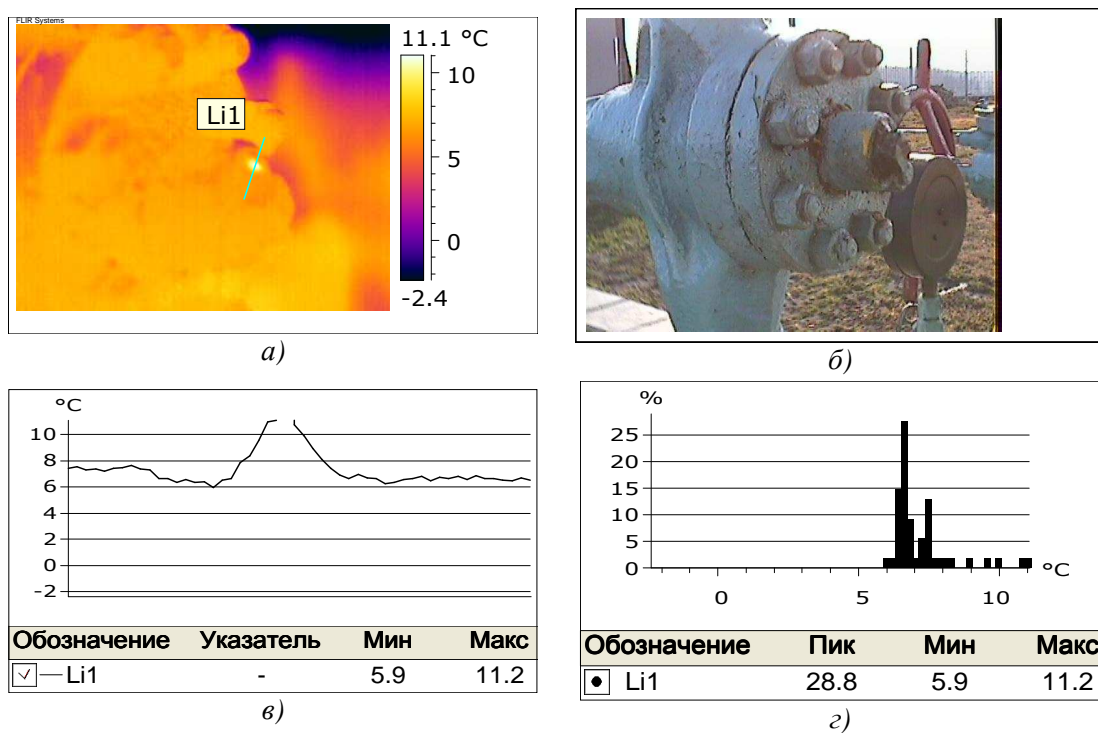 FLIR Systems
11.1 °C
Li1
10
5
0
-2.4
а)
б)
°C
10
8
6
4
2
0
-2
Обозначение Указатель Мин Макс
Li1 - 5.9 11.2
в)
%
25
20
15
10
5
0
°C
0 5 10
Обозначение Пик Мин Макс
Li1 28.8 5.9 11.2
г)